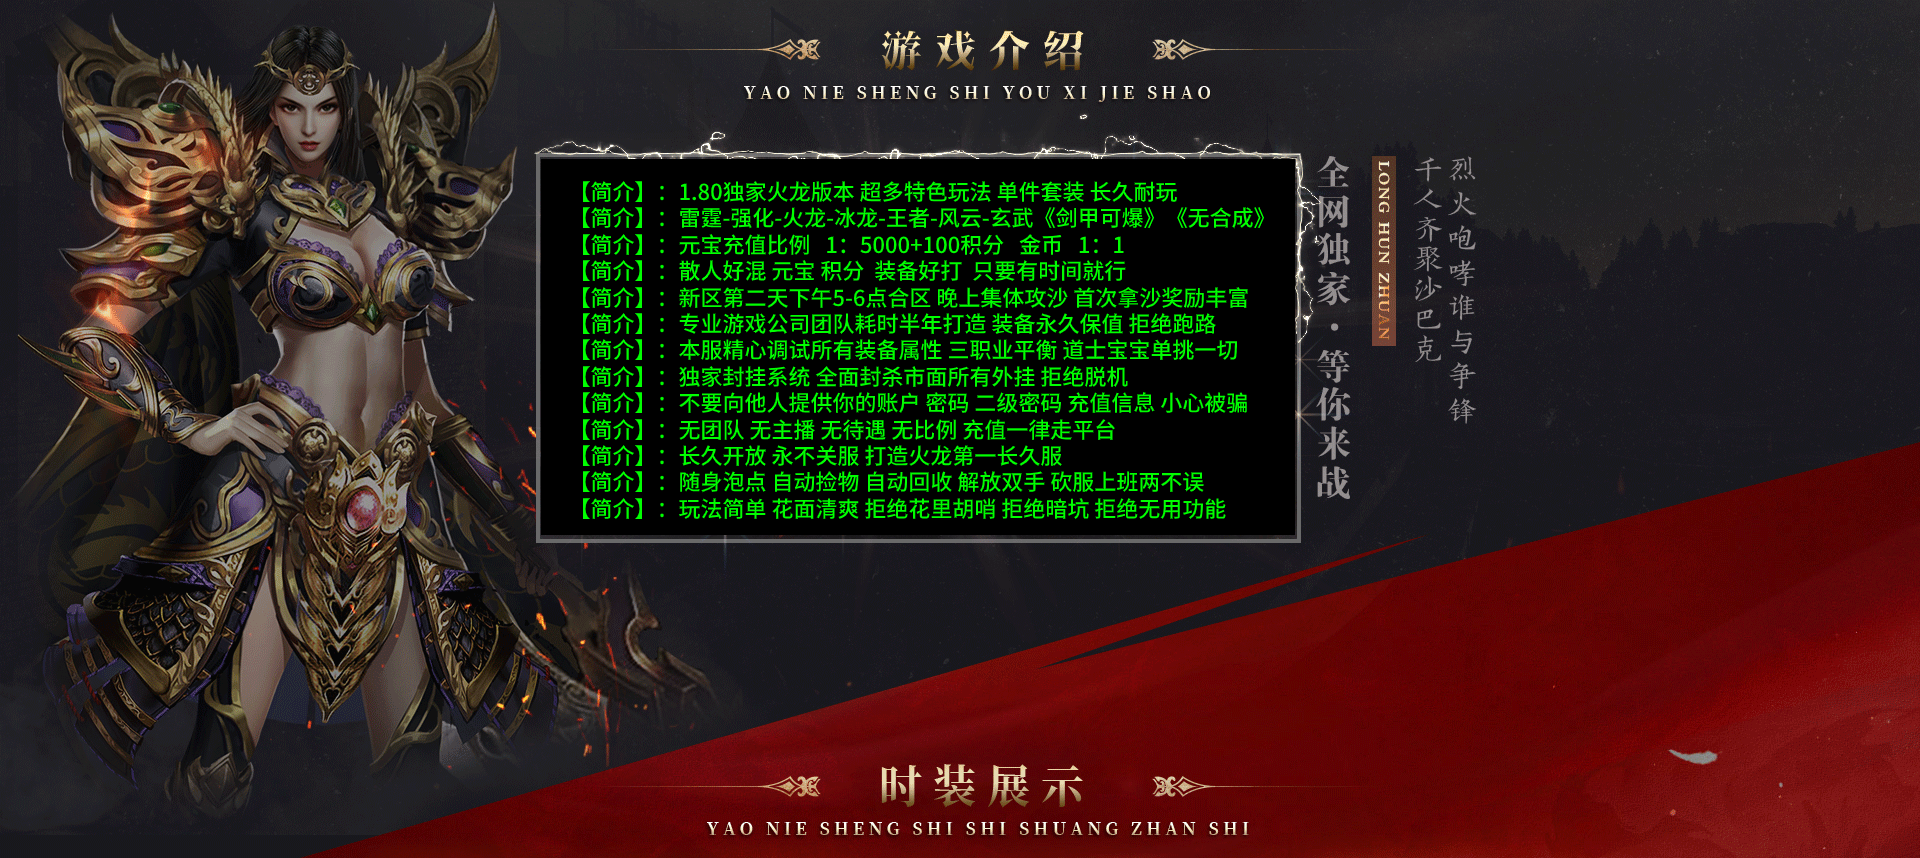 游戏介绍
YAO NIE SHENG SHI YOU XI JIE SHAO
【简介】：1.80独家火龙版本 超多特色玩法 单件套装 长久耐玩
【简介】：雷霆-强化-火龙-冰龙-王者-风云-玄武《剑甲可爆》《无合成》
【简介】：元宝充值比例 1：5000+100积分 金币 1：1
【简介】：散人好混 元宝 积分 装备好打 只要有时间就行
【简介】：新区第二天下午5-6点合区 晚上集体攻沙 首次拿沙奖励丰富
【简介】：专业游戏公司团队耗时半年打造 装备永久保值 拒绝跑路
【简介】：本服精心调试所有装备属性 三职业平衡 道士宝宝单挑一切
【简介】：独家封挂系统 全面封杀市面所有外挂 拒绝脱机
【简介】：不要向他人提供你的账户 密码 二级密码 充值信息 小心被骗
【简介】：无团队 无主播 无待遇 无比例 充值一律走平台
【简介】：长久开放 永不关服 打造火龙第一长久服
【简介】：随身泡点 自动捡物 自动回收 解放双手 砍服上班两不误
【简介】：玩法简单 花面清爽 拒绝花里胡哨 拒绝暗坑 拒绝无用功能
烈火咆哮谁与争锋
千人齐聚沙巴克
LONG HUN ZHUAN
全网独家·等你来战
时装展示
YAO NIE SHENG SHI SHI SHUANG ZHAN SHI